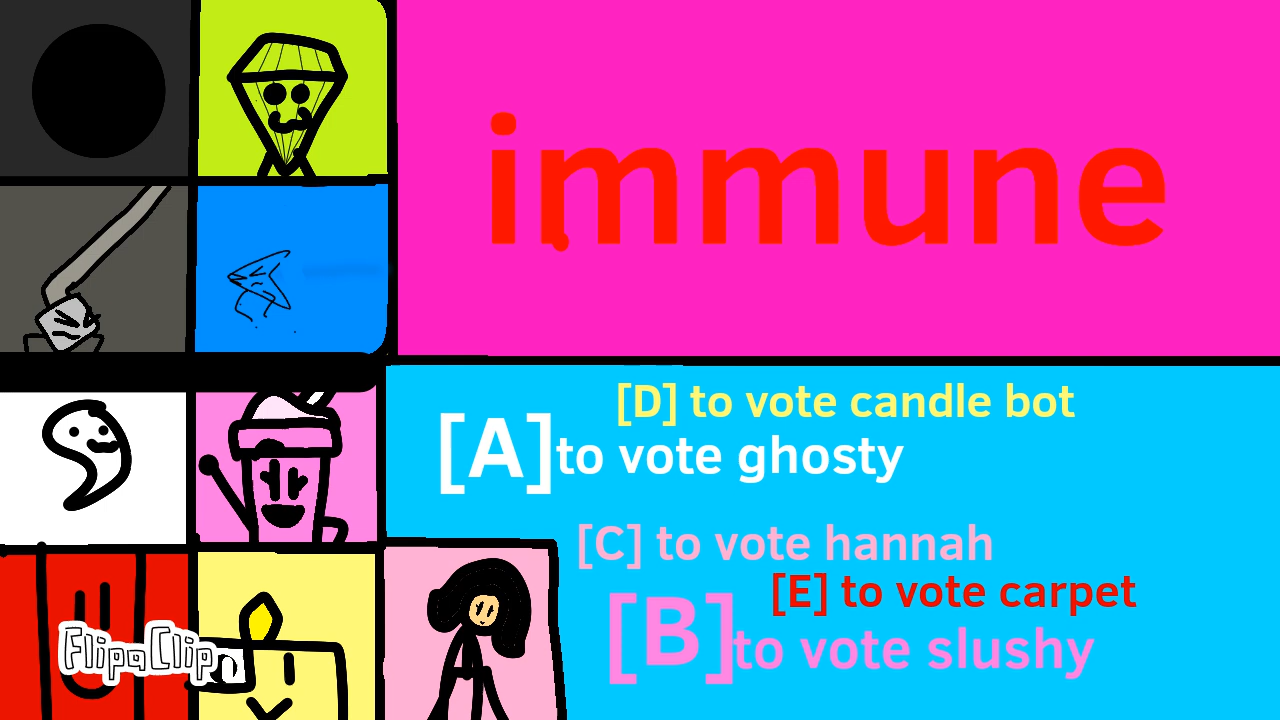 immune
[D] to vote candle bot
[A] to vote ghosty
[C] to vote hannah
[E] to vote carpet
[B] to vote slushy
FlipaClip